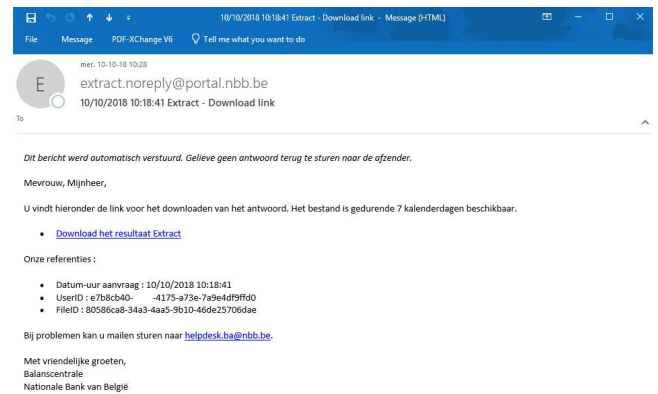 10/10/2018 10:18:41 Extract - Download link - Message (HTML)
File Message PDF-XChange V6 Tell me what you want to do
mer. 10-10-18 10:28
E
extract.noreply@portal.nbb.be
10/10/2018 10:18:41 Extract - Download link
To
Dit bericht werd automatisch verstuurd. Gelieve geen antwoord terug te sturen naar de afzender.
Mevrouw, Mijnheer,
U vindt hieronder de link voor het downloaden van het antwoord. Het bestand is gedurende 7 kalenderdagen beschikbaar.
• Download het resultaat Extract
Onze referenties :
• Datum-uur aanvraag : 10/10/2018 10:18:41
• UserID : e7b8cb40- -4175-a73e-7a9e4df9ffd0
• FileID : 80586ca8-34a3-4aa5-9b10-46de25706dae
Bij problemen kan u mailen sturen naar helpdesk.ba@nbb.be.
Met vriendelijke groeten,
Balanscentrale
Nationale Bank van België